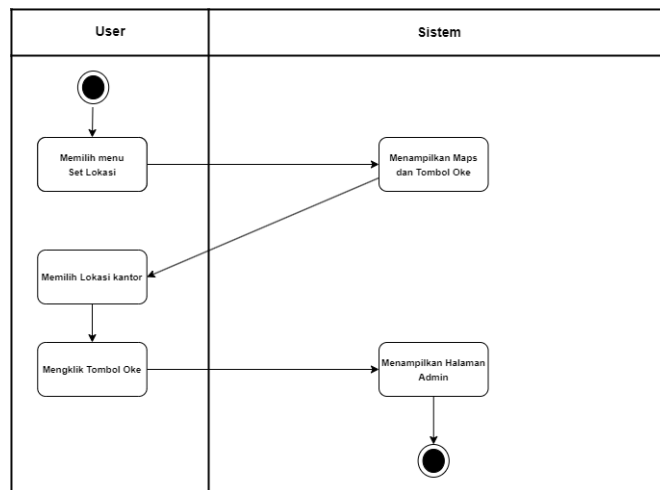 User
Sistem
Memilih menu
Set Lokasi
Menampilkan Maps
dan Tombol Oke
Memilih Lokasi kantor
Mengklik Tombol Oke
Menampilkan Halaman
Admin